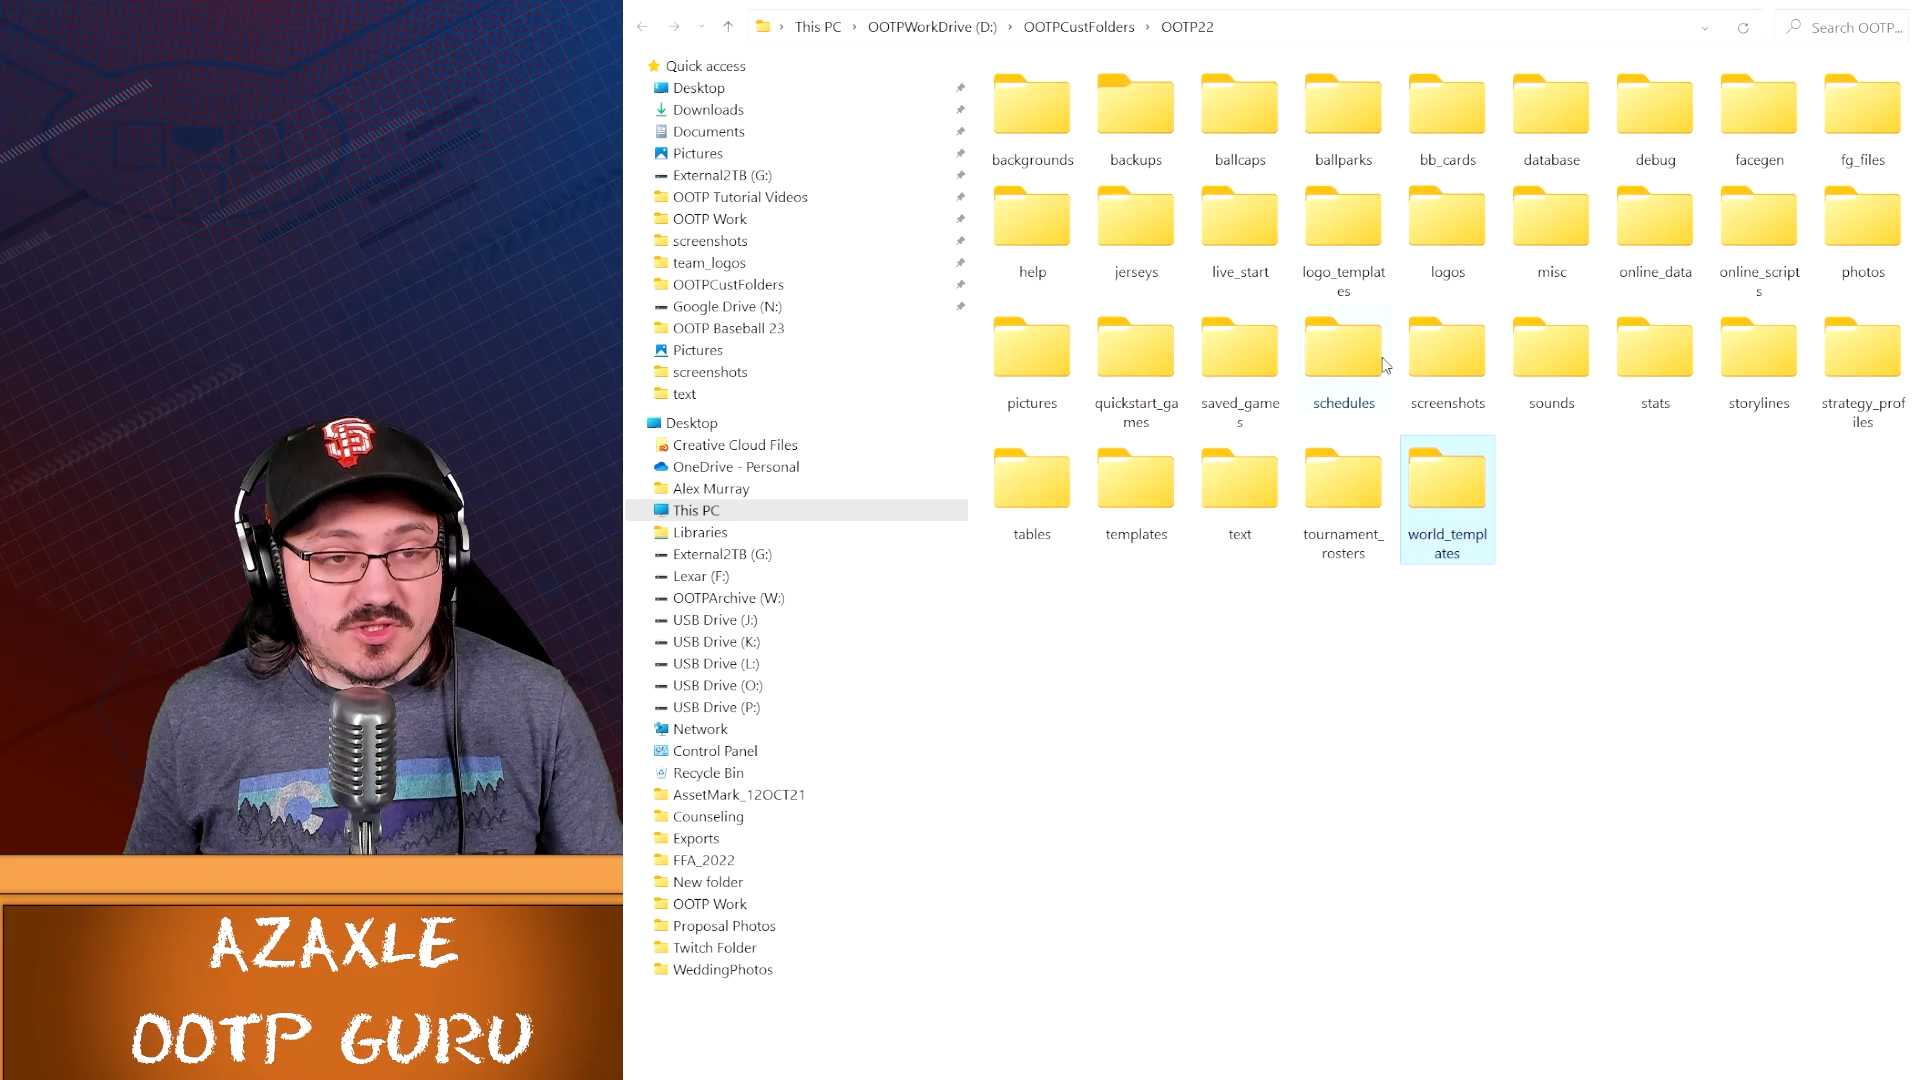 This PC > OOTPWorkDrive (D:) > OOTPCustFolders > OOTP22
Search OOTP...
Quick access
Desktop
Downloads
Documents
Pictures
External2TB (G:)
OOTP Tutorial Videos
OOTP Work
screenshots
team_logos
OOTPCustFolders
Google Drive (N:)
OOTP Baseball 23
Pictures
screenshots
text
Desktop
Creative Cloud Files
OneDrive - Personal
Alex Murray
This PC
Libraries
External2TB (G:)
Lexar (F:)
OOTPArchive (W:)
USB Drive (J:)
USB Drive (K:)
USB Drive (L:)
USB Drive (O:)
USB Drive (P:)
Network
Control Panel
Recycle Bin
AssetMark_12OCT21
Counseling
Exports
FFA_2022
New folder
OOTP Work
Proposal Photos
Twitch Folder
WeddingPhotos
backgrounds
backups
ballcaps
ballparks
bb_cards
database
debug
facegen
fg_files
help
jerseys
live_start
logo_templat
es
logos
misc
online_data
online_script
s
photos
pictures
quickstart_ga
mes
saved_game
s
schedules
screenshots
sounds
stats
storylines
strategy_prof
iles
tables
templates
text
tournament_
rosters
world_templ
ates
SF
AZAXLE
OOTP GURU